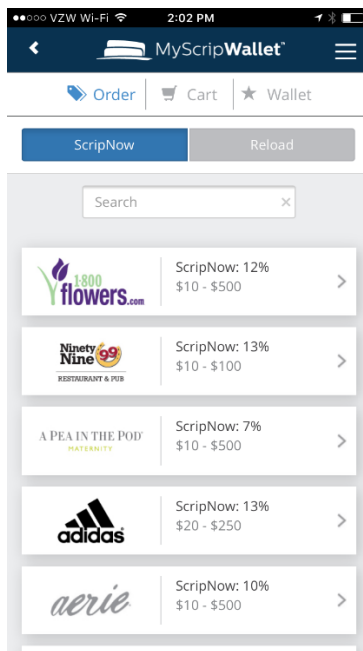 VZW Wi-Fi 2:02 PM
MyScripWallet™
Order Cart Wallet
ScripNow Reload
Search ×
1·800
flowers.com
ScripNow: 12%
$10 - $500
Ninety
Nine 99
RESTAURANT & PUB
ScripNow: 13%
$10 - $100
A PEA IN THE POD®
MATERNITY
ScripNow: 7%
$10 - $500
adidas
ScripNow: 13%
$20 - $250
aerie
ScripNow: 10%
$10 - $500